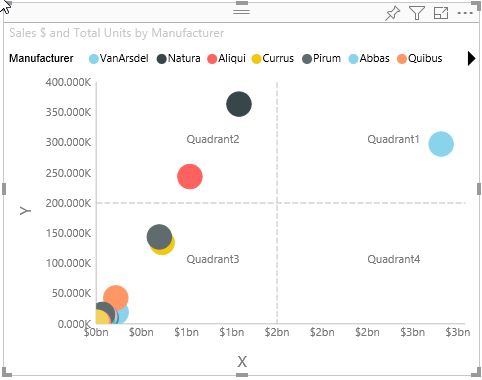 Sales $ and Total Units by Manufacturer
Manufacturer VanArsdel Natura Aliqui Currus Pirum Abbas Quibus
400.000K
350.000K
300.000K
250.000K
200.000K
150.000K
100.000K
50.000K
0.000K
Y
Quadrant2 Quadrant1
Quadrant3 Quadrant4
$0bn $0bn $1bn $1bn $2bn $2bn $2bn $3bn $3bn
X